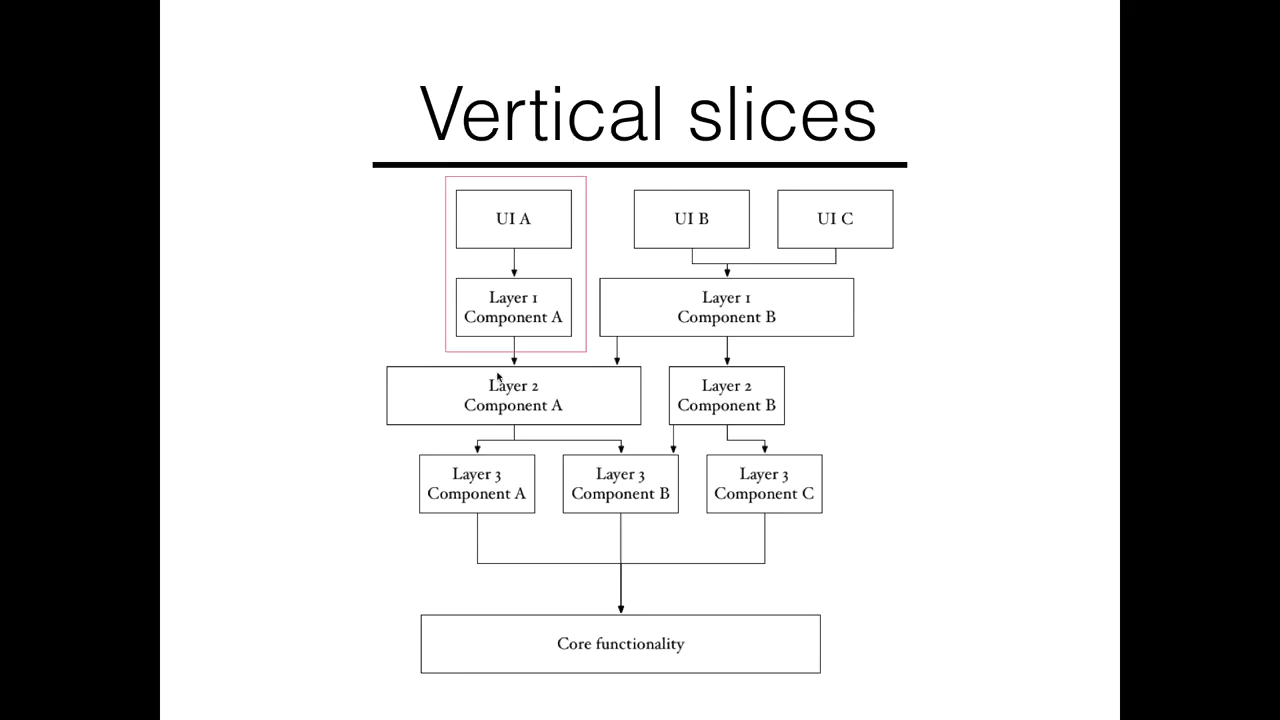 Vertical slices
UI A
UI B
UI C
Layer 1
Component A
Layer 1
Component B
Layer 2
Component A
Layer 2
Component B
Layer 3
Component A
Layer 3
Component B
Layer 3
Component C
Core functionality